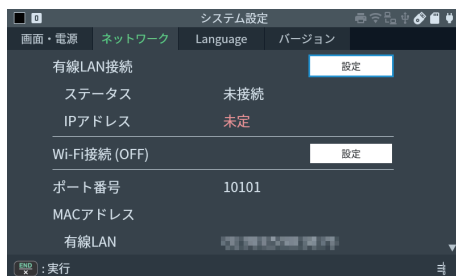 0 システム設定
画面・電源 ネットワーク Language バージョン
有線LAN接続 設定
ステータス 未接続
IPアドレス 未定
Wi-Fi接続 (OFF) 設定
ポート番号 10101
MACアドレス
有線LAN
END × : 実行